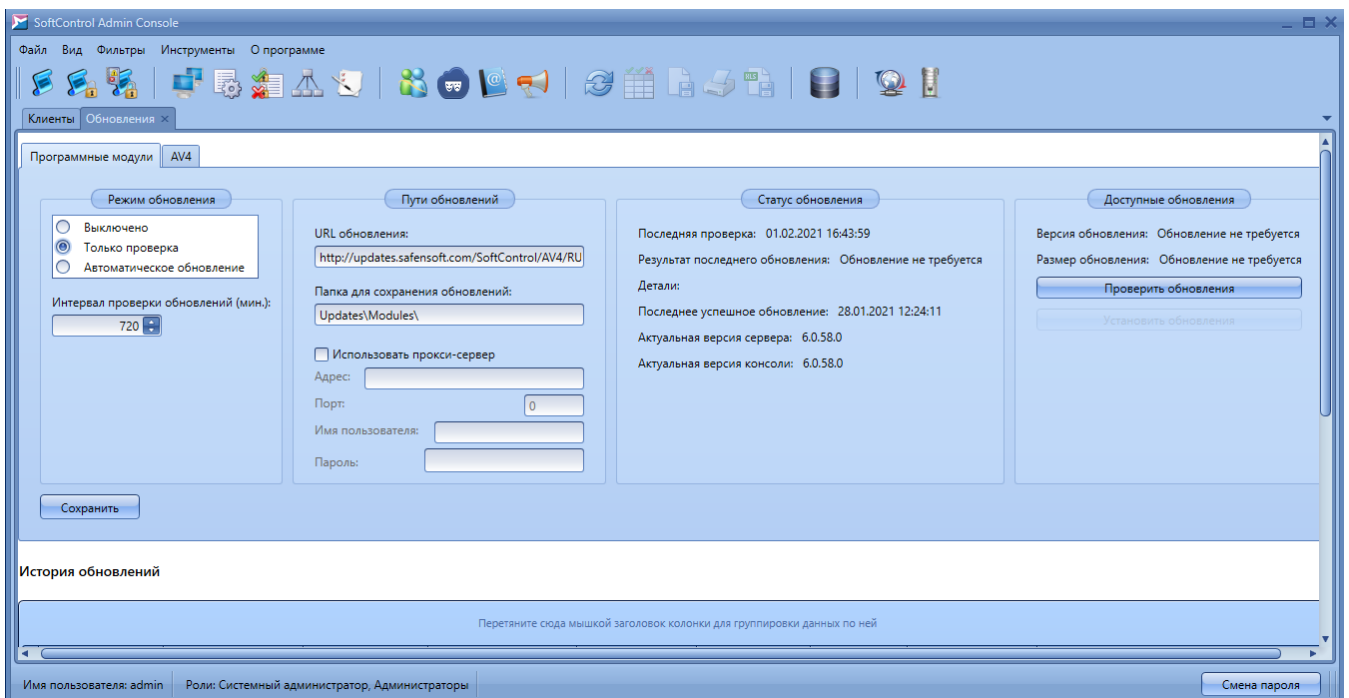 SoftControl Admin Console
Файл Вид Фильтры Инструменты О программе
XLS
Клиенты Обновления
Программные модули AV4
Режим обновления
Выключено
Только проверка
Автоматическое обновление
Интервал проверки обновлений (мин.):
720
Пути обновлений
URL обновления:
http://updates.safensoft.com/SoftControl/AV4/RU
Папка для сохранения обновлений:
Updates\Modules\
Использовать прокси-сервер
Адрес:
Порт: 0
Имя пользователя:
Пароль:
Статус обновления
Последняя проверка: 01.02.2021 16:43:59
Результат последнего обновления: Обновление не требуется
Детали:
Последнее успешное обновление: 28.01.2021 12:24:11
Актуальная версия сервера: 6.0.58.0
Актуальная версия консоли: 6.0.58.0
Доступные обновления
Версия обновления: Обновление не требуется
Размер обновления: Обновление не требуется
Проверить обновления
Установить обновления
Сохранить
История обновлений
Перетяните сюда мышкой заголовок колонки для группировки данных по ней
Имя пользователя: admin Роли: Системный администратор, Администраторы Смена пароля